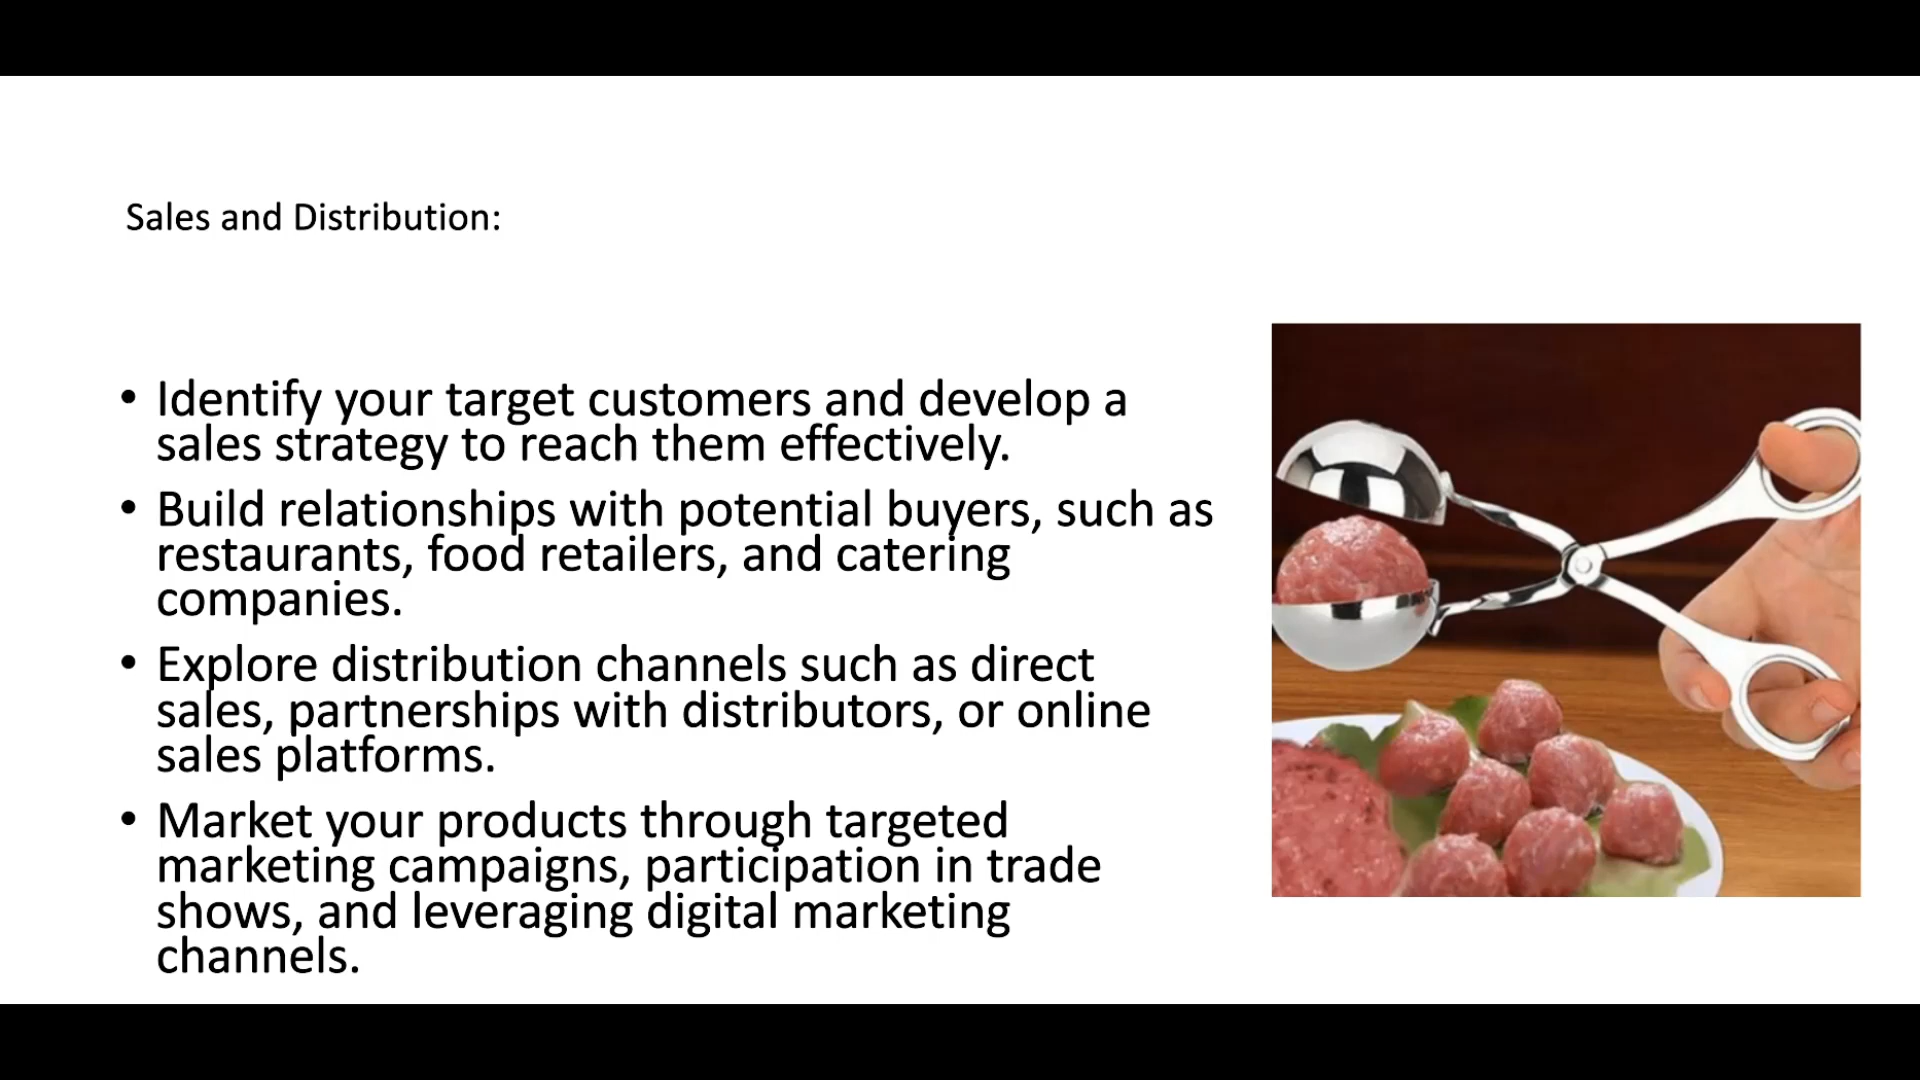 Sales and Distribution:
• Identify your target customers and develop a
sales strategy to reach them effectively.
• Build relationships with potential buyers, such as
restaurants, food retailers, and catering
companies.
• Explore distribution channels such as direct
sales, partnerships with distributors, or online
sales platforms.
• Market your products through targeted
marketing campaigns, participation in trade
shows, and leveraging digital marketing
channels.